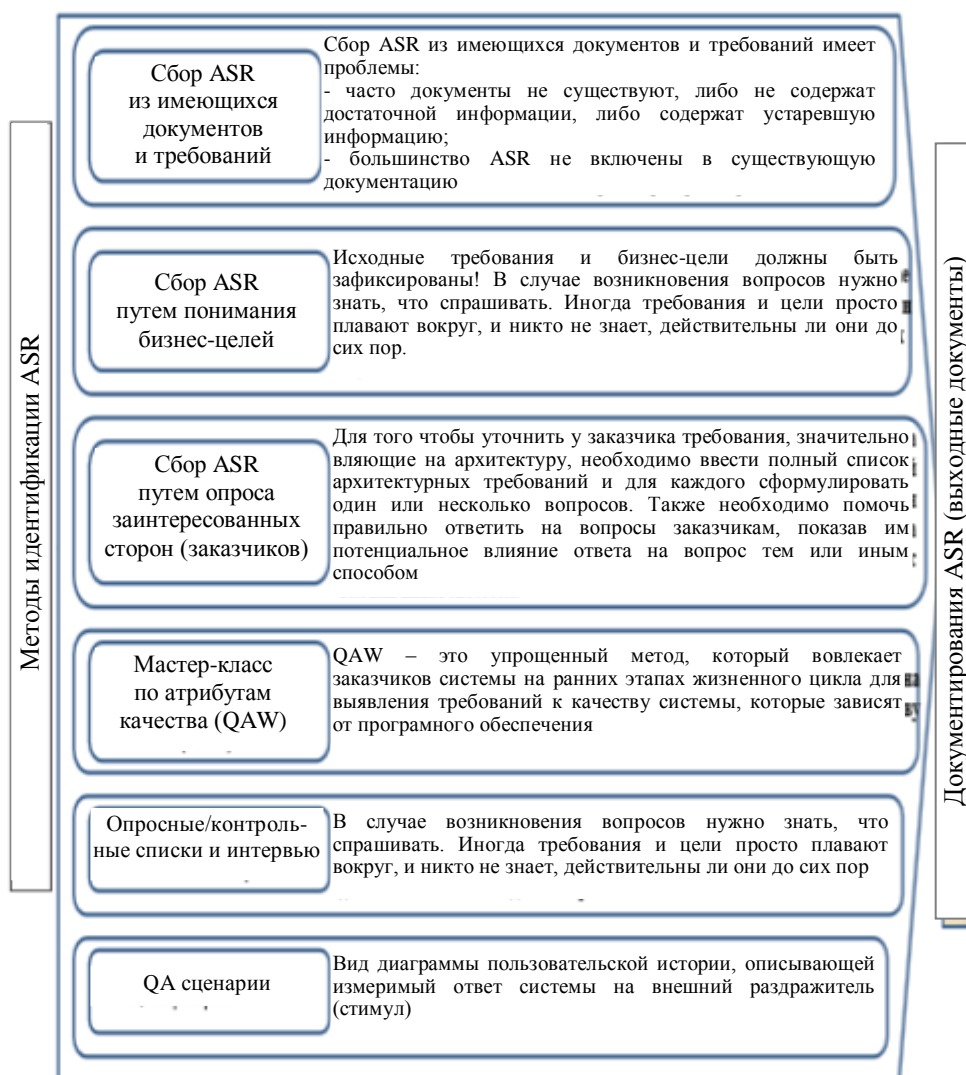 Методы идентификации ASR
Сбор ASR
из имеющихся
документов
и требований
Сбор ASR из имеющихся документов и требований имеет
проблемы:
- часто документы не существуют, либо не содержат
достаточной информации, либо содержат устаревшую
информацию;
- большинство ASR не включены в существующую
документацию
Сбор ASR
путем понимания
бизнес-целей
Исходные требования и бизнес-цели должны быть
зафиксированы! В случае возникновения вопросов нужно
знать, что спрашивать. Иногда требования и цели просто
плавают вокруг, и никто не знает, действительны ли они до
сих пор.
Сбор ASR
путем опроса
заинтересованных
сторон (заказчиков)
Для того чтобы уточнить у заказчика требования, значительно
вляющие на архитектуру, необходимо ввести полный список
архитектурных требований и для каждого сформулировать
один или несколько вопросов. Также необходимо помочь
правильно ответить на вопросы заказчикам, показав им
потенциальное влияние ответа на вопрос тем или иным
способом
Мастер-класс
по атрибутам
качества (QAW)
QAW – это упрощенный метод, который вовлекает
заказчиков системы на ранних этапах жизненного цикла для
выявления требований к качеству системы, которые зависят
от програмного обеспечения
Опросные/контроль-
ные списки и интервью
В случае возникновения вопросов нужно знать, что
спрашивать. Иногда требования и цели просто плавают
вокруг, и никто не знает, действительны ли они до сих пор
QA сценарии
Вид диаграммы пользовательской истории, описывающей
измеримый ответ системы на внешний раздражитель
(стимул)
Документирования ASR (выходные документы)